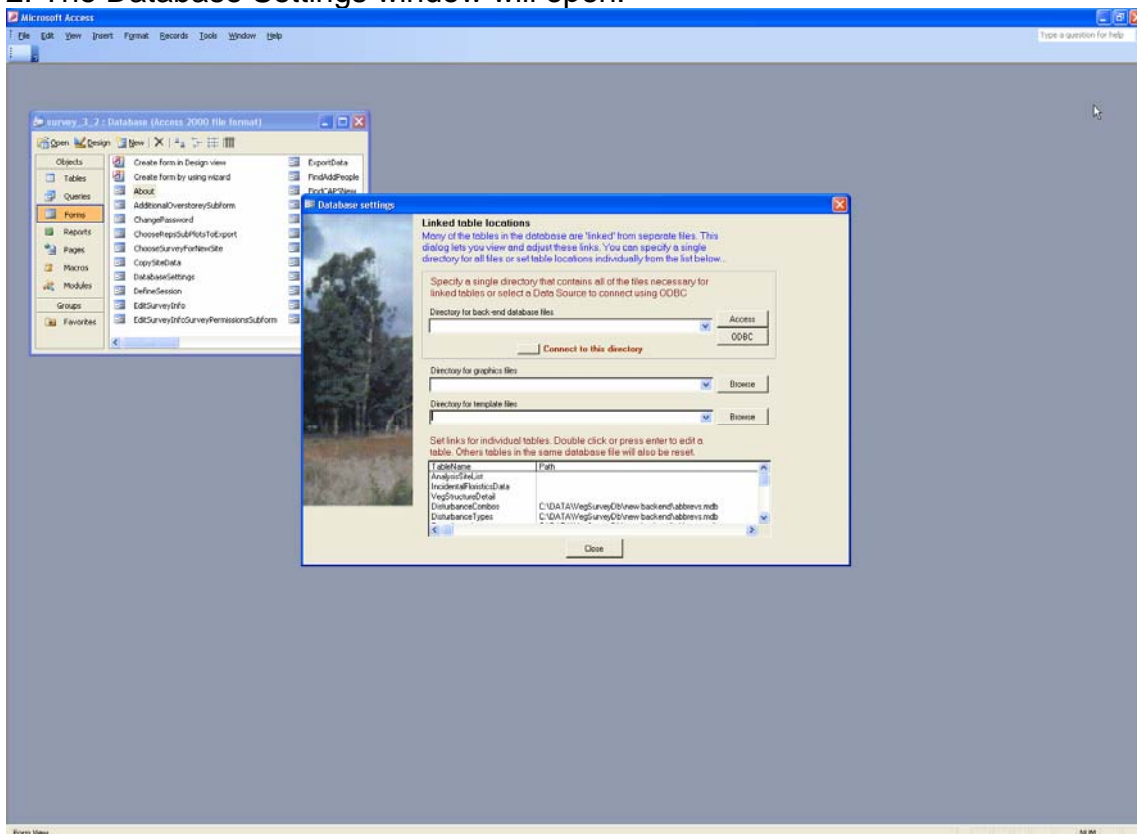 2. The Database Settings window will open.
Microsoft Access
File Edit View Insert Format Records Tools Window Help
Type a question for help
survey_3_2 : Database (Access 2000 file format)
Open Design New
Objects
Tables
Queries
Forms
Reports
Pages
Macros
Modules
Groups
Favorites
Create form in Design view
Create form by using wizard
About
AdditionalOverstoreySubform
ChangePassword
ChooseRepsSubPlotsToExport
ChooseSurveyForNewSite
CopySiteData
DatabaseSettings
DefineSession
EditSurveyInfo
EditSurveyInfoSurveyPermissionsSubform
ExportData
FindAddPeople
FindCAPSNew
Database settings
Linked table locations
Many of the tables in the database are 'linked' from separate files. This
dialog lets you view and adjust these links. You can specify a single
directory for all files or set table locations individually from the list below...
Specify a single directory that contains all of the files necessary for
linked tables or select a Data Source to connect using ODBC
Directory for back-end database files
Access
ODBC
Connect to this directory
Directory for graphics files
Browse
Directory for template files
Browse
Set links for individual tables. Double click or press enter to edit a
table. Others tables in the same database file will also be reset.
TableName Path
AnalysisSiteList
IncidentalFloristicsData
VegStructureDetail
DisturbanceCombos C:\DATA\VegSurveyDb\new backend\abbrevs.mdb
DisturbanceTypes C:\DATA\VegSurveyDb\new backend\abbrevs.mdb
Close
Form View
NUM